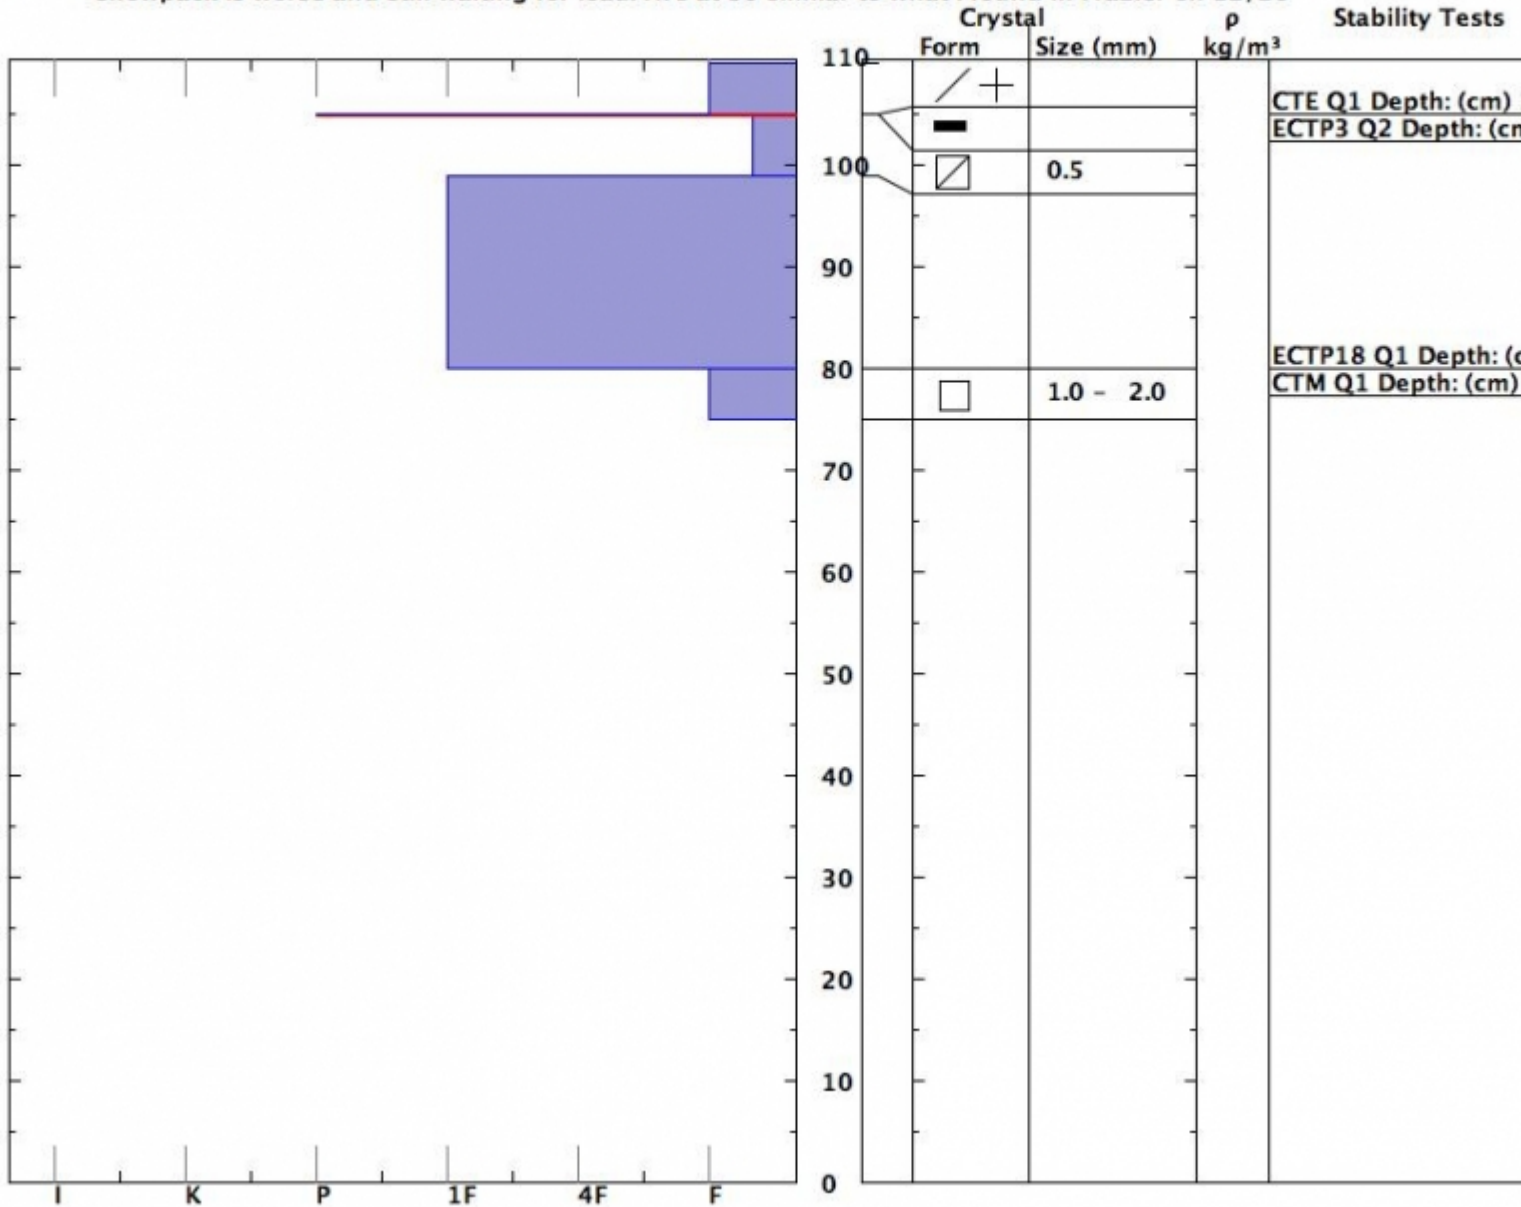 Crystal ρ Stability Tests
Form Size (mm) kg/m³
110
CTE Q1 Depth: (cm)
ECTP3 Q2 Depth: (cm
100 0.5
90
80 ECTP18 Q1 Depth: (c
1.0 - 2.0 CTM Q1 Depth: (cm)
70
60
50
40
30
20
10
0
I K P 1F 4F F